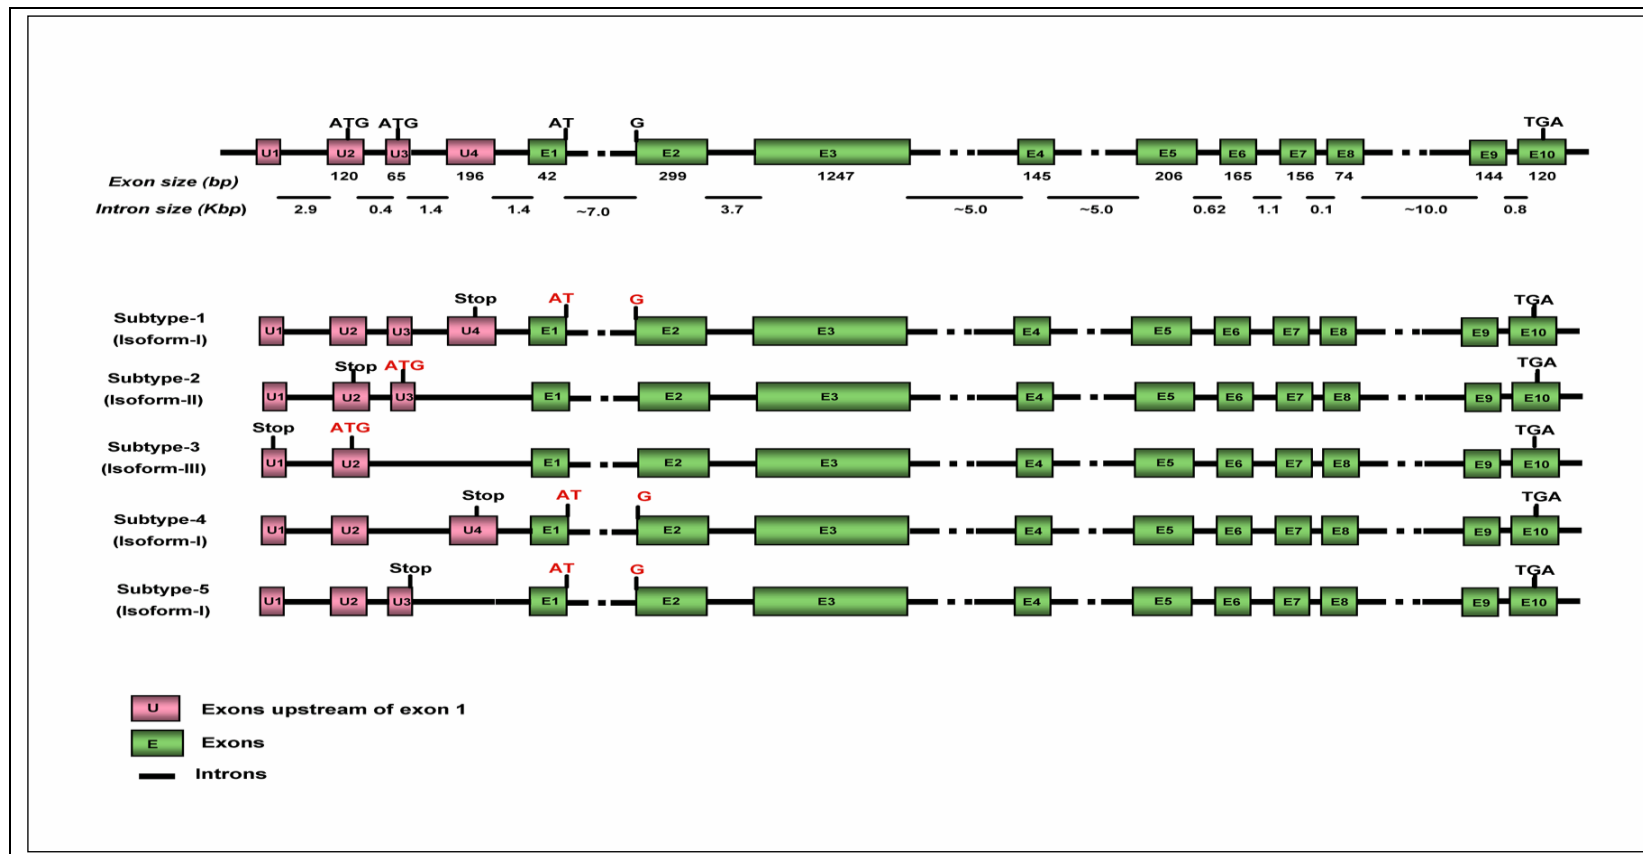 ATG ATG AT G TGA
U1 U2 U3 U4 E1 E2 E3 E4 E5 E6 E7 E8 E9 E10
Exon size (bp) 120 65 196 42 299 1247 145 206 165 156 74 144 120
Intron size (Kbp) 2.9 0.4 1.4 1.4 ~7.0 3.7 ~5.0 ~5.0 0.62 1.1 0.1 ~10.0 0.8
Stop AT G TGA
Subtype-1
(Isoform-I)
U1 U2 U3 U4 E1 E2 E3 E4 E5 E6 E7 E8 E9 E10
Stop ATG TGA
Subtype-2
(Isoform-II)
U1 U2 U3 E1 E2 E3 E4 E5 E6 E7 E8 E9 E10
Stop ATG TGA
Subtype-3
(Isoform-III)
U1 U2 E1 E2 E3 E4 E5 E6 E7 E8 E9 E10
Stop AT G TGA
Subtype-4
(Isoform-I)
U1 U2 U4 E1 E2 E3 E4 E5 E6 E7 E8 E9 E10
Stop AT G TGA
Subtype-5
(Isoform-I)
U1 U2 U3 E1 E2 E3 E4 E5 E6 E7 E8 E9 E10
U Exons upstream of exon 1
E Exons
Introns